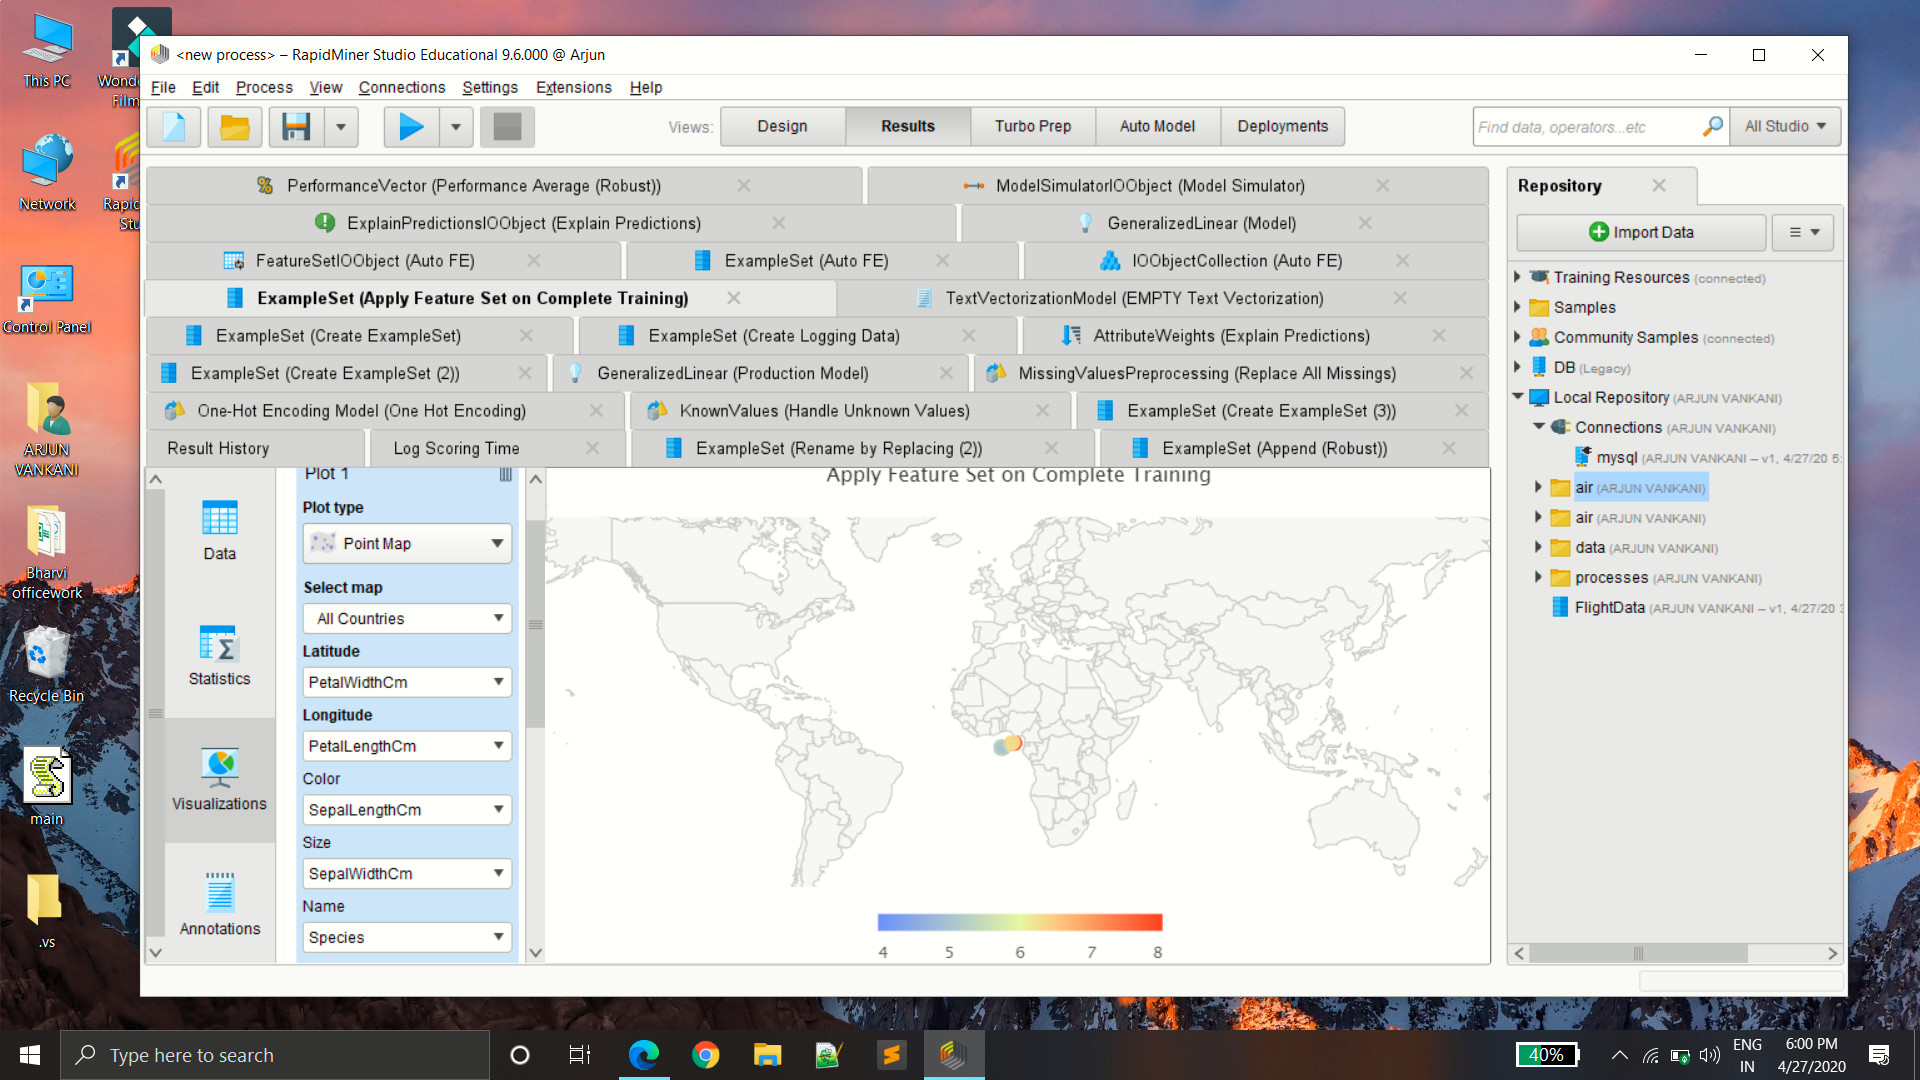 This PC
Wonde
Film
Network
Rapid
Stu
Control Panel
ARJUN
VANKANI
Bharvi
officework
Recycle Bin
main
.vs
<new process> – RapidMiner Studio Educational 9.6.000 @ Arjun
File Edit Process View Connections Settings Extensions Help
Views: Design Results Turbo Prep Auto Model Deployments
Find data, operators...etc
All Studio
PerformanceVector (Performance Average (Robust))
ModelSimulatorIOObject (Model Simulator)
ExplainPredictionsIOObject (Explain Predictions)
GeneralizedLinear (Model)
FeatureSetIOObject (Auto FE)
ExampleSet (Auto FE)
IOObjectCollection (Auto FE)
ExampleSet (Apply Feature Set on Complete Training)
TextVectorizationModel (EMPTY Text Vectorization)
ExampleSet (Create ExampleSet)
ExampleSet (Create Logging Data)
AttributeWeights (Explain Predictions)
ExampleSet (Create ExampleSet (2))
GeneralizedLinear (Production Model)
MissingValuesPreprocessing (Replace All Missings)
One-Hot Encoding Model (One Hot Encoding)
KnownValues (Handle Unknown Values)
ExampleSet (Create ExampleSet (3))
Result History
Log Scoring Time
ExampleSet (Rename by Replacing (2))
ExampleSet (Append (Robust))
Data
Statistics
Visualizations
Annotations
Plot 1
Plot type
Point Map
Select map
All Countries
Latitude
PetalWidthCm
Longitude
PetalLengthCm
Color
SepalLengthCm
Size
SepalWidthCm
Name
Species
Apply Feature Set on Complete Training
4 5 6 7 8
Repository
Import Data
Training Resources (connected)
Samples
Community Samples (connected)
DB (Legacy)
Local Repository (ARJUN VANKANI)
Connections (ARJUN VANKANI)
mysql (ARJUN VANKANI – v1, 4/27/20 5:
air (ARJUN VANKANI)
air (ARJUN VANKANI)
data (ARJUN VANKANI)
processes (ARJUN VANKANI)
FlightData (ARJUN VANKANI – v1, 4/27/20 3
Type here to search
40%
ENG
IN
6:00 PM
4/27/2020